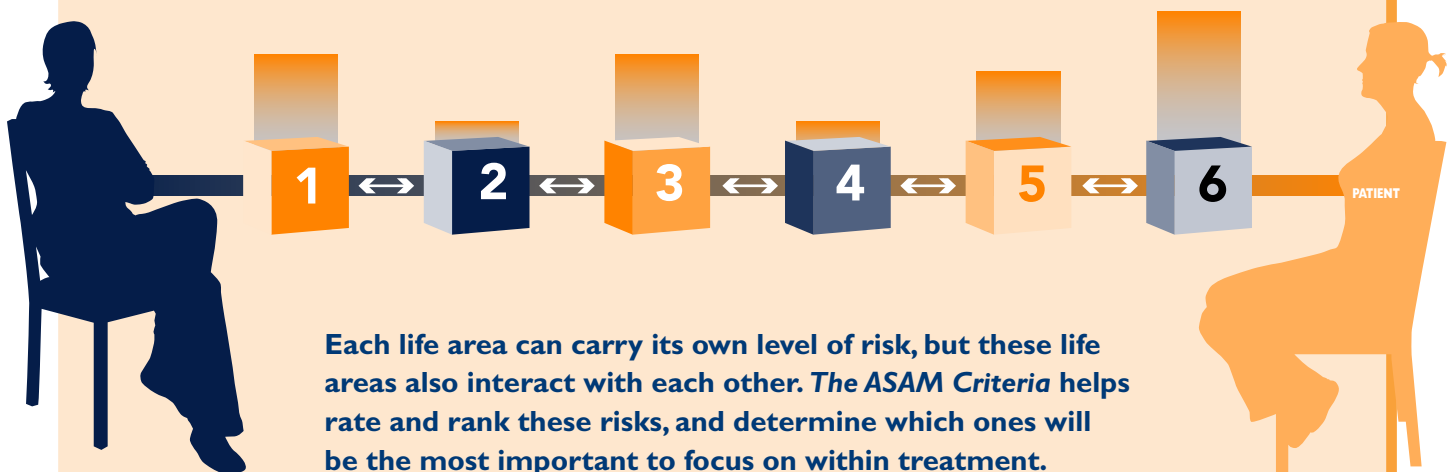 1 2 3 4 5 6
PATIENT
Each life area can carry its own level of risk, but these life
areas also interact with each other. The ASAM Criteria helps
rate and rank these risks, and determine which ones will
be the most important to focus on within treatment.